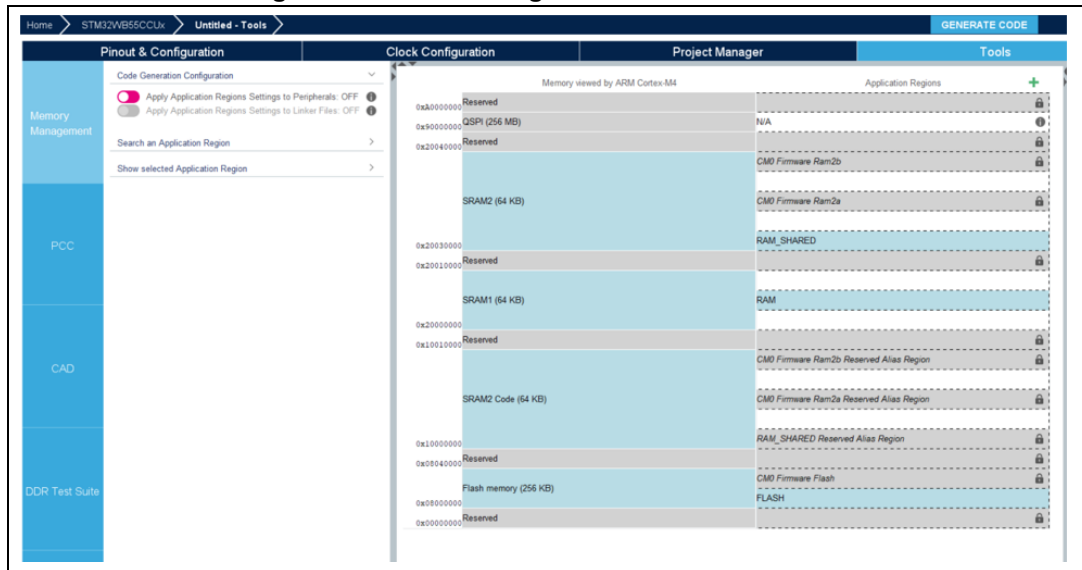 Home STM32WB55CCUx Untitled - Tools GENERATE CODE
Pinout & Configuration Clock Configuration Project Manager Tools
Memory Management
PCC
CAD
DDR Test Suite
Code Generation Configuration
Apply Application Regions Settings to Peripherals: OFF
Apply Application Regions Settings to Linker Files: OFF
Search an Application Region
Show selected Application Region
Memory viewed by ARM Cortex-M4 Application Regions
Reserved
0xA0000000
QSPI (256 MB) N/A
0x90000000
Reserved
0x20040000
CM0 Firmware Ram2b
SRAM2 (64 KB) CM0 Firmware Ram2a
RAM_SHARED
0x20030000
Reserved
0x20010000
SRAM1 (64 KB) RAM
0x20000000
Reserved
0x10010000
CM0 Firmware Ram2b Reserved Alias Region
SRAM2 Code (64 KB) CM0 Firmware Ram2a Reserved Alias Region
RAM_SHARED Reserved Alias Region
0x10000000
Reserved
0x08040000
CM0 Firmware Flash
Flash memory (256 KB)
FLASH
0x08000000
Reserved
0x00000000